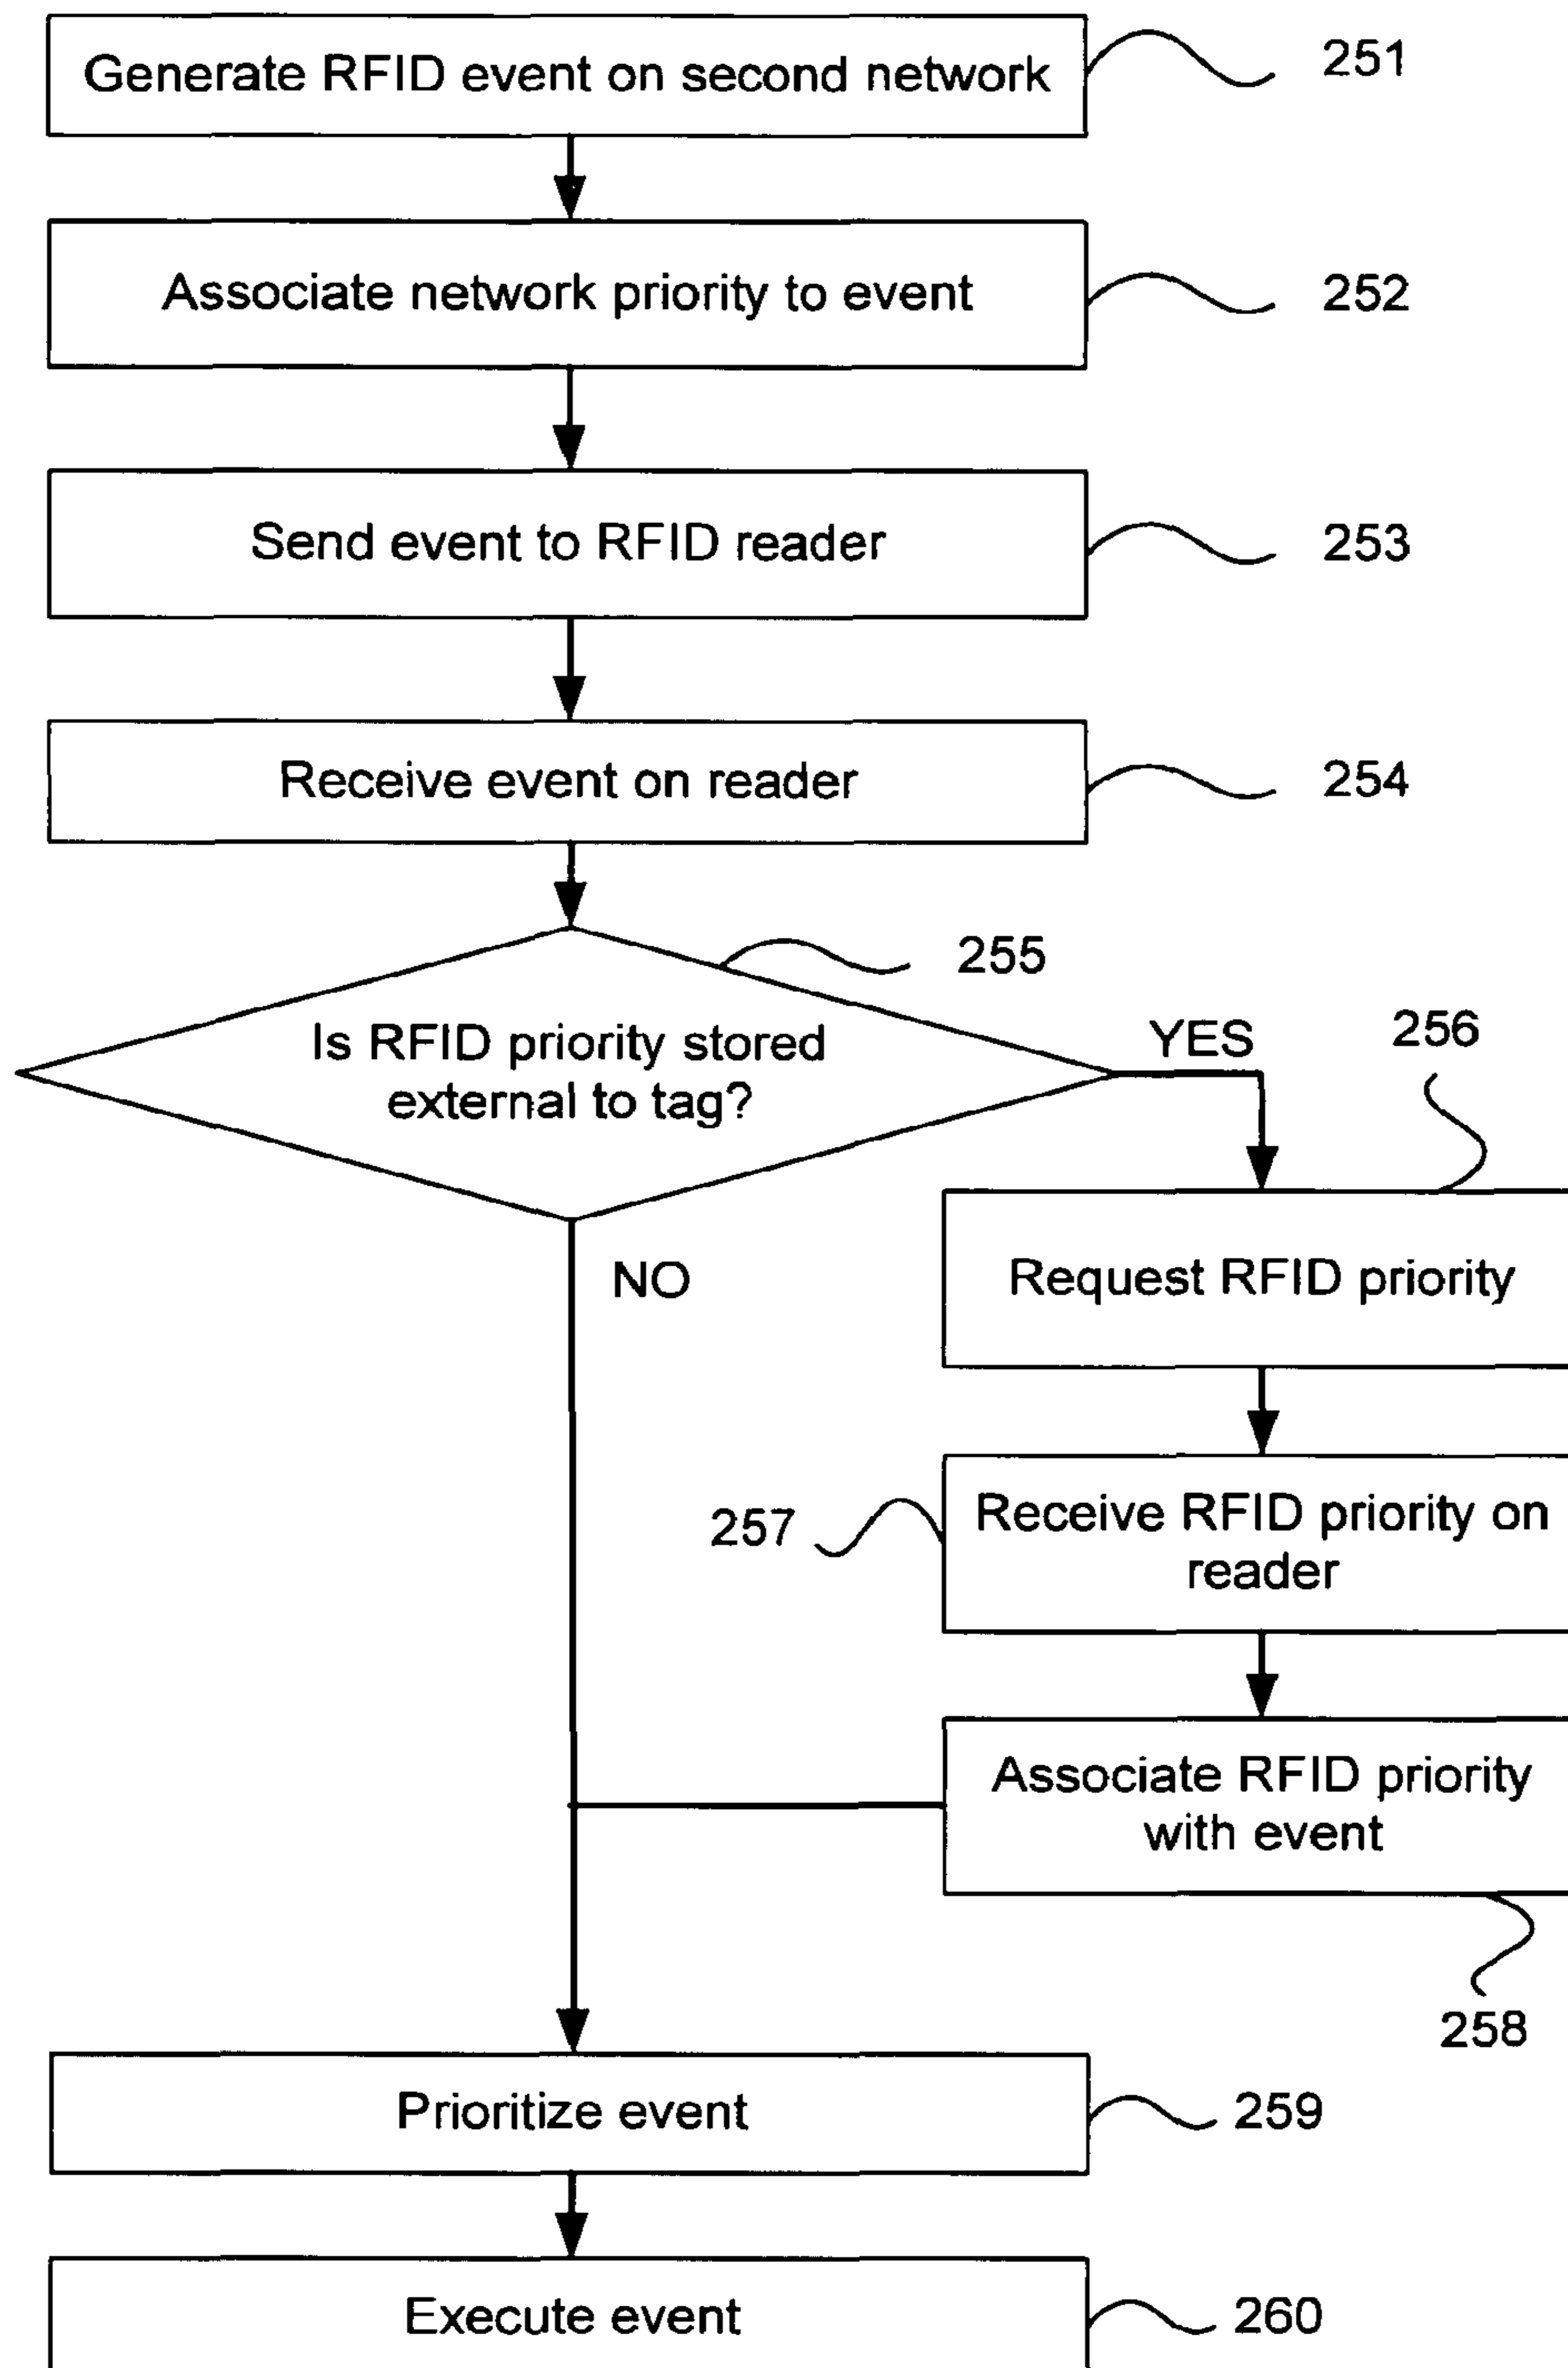 Generate RFID event on second network
251
Associate network priority to event
252
Send event to RFID reader
253
Receive event on reader
254
255
Is RFID priority stored
external to tag?
YES
256
NO
Request RFID priority
257
Receive RFID priority on
reader
Associate RFID priority
with event
258
Prioritize event
259
Execute event
260